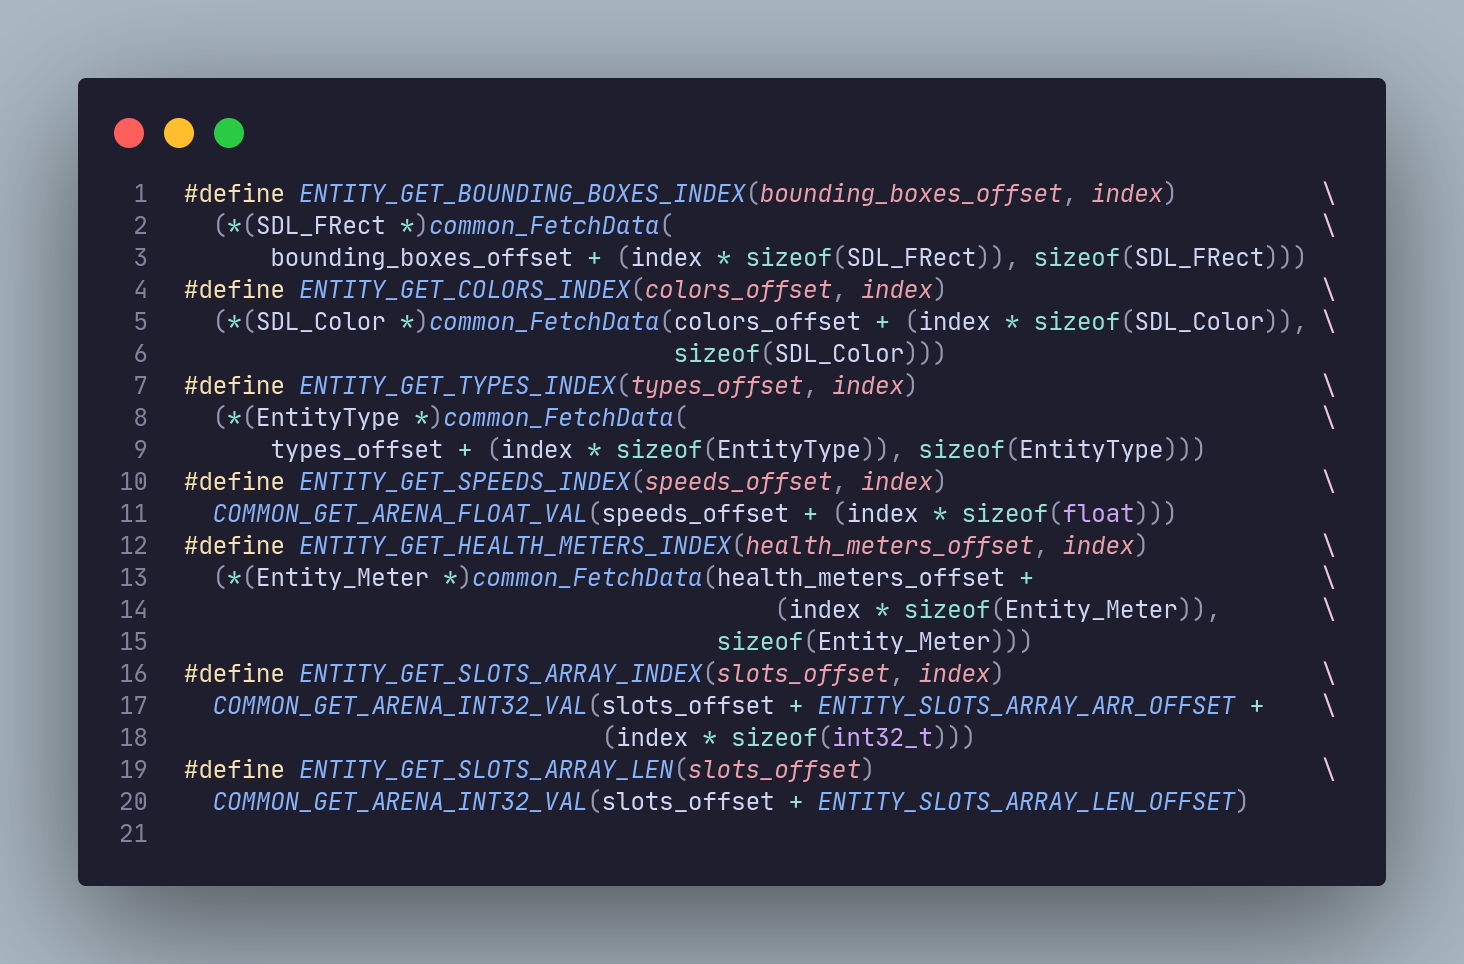 1 #define ENTITY_GET_BOUNDING_BOXES_INDEX(bounding_boxes_offset, index) \
2 (*(SDL_FRect *)common_FetchData( \
3 bounding_boxes_offset + (index * sizeof(SDL_FRect)), sizeof(SDL_FRect)))
4 #define ENTITY_GET_COLORS_INDEX(colors_offset, index) \
5 (*(SDL_Color *)common_FetchData(colors_offset + (index * sizeof(SDL_Color)), \
6 sizeof(SDL_Color)))
7 #define ENTITY_GET_TYPES_INDEX(types_offset, index) \
8 (*(EntityType *)common_FetchData( \
9 types_offset + (index * sizeof(EntityType)), sizeof(EntityType)))
10 #define ENTITY_GET_SPEEDS_INDEX(speeds_offset, index) \
11 COMMON_GET_ARENA_FLOAT_VAL(speeds_offset + (index * sizeof(float)))
12 #define ENTITY_GET_HEALTH_METERS_INDEX(health_meters_offset, index) \
13 (*(Entity_Meter *)common_FetchData(health_meters_offset + \
14 (index * sizeof(Entity_Meter)), \
15 sizeof(Entity_Meter)))
16 #define ENTITY_GET_SLOTS_ARRAY_INDEX(slots_offset, index) \
17 COMMON_GET_ARENA_INT32_VAL(slots_offset + ENTITY_SLOTS_ARRAY_ARR_OFFSET + \
18 (index * sizeof(int32_t)))
19 #define ENTITY_GET_SLOTS_ARRAY_LEN(slots_offset) \
20 COMMON_GET_ARENA_INT32_VAL(slots_offset + ENTITY_SLOTS_ARRAY_LEN_OFFSET)
21